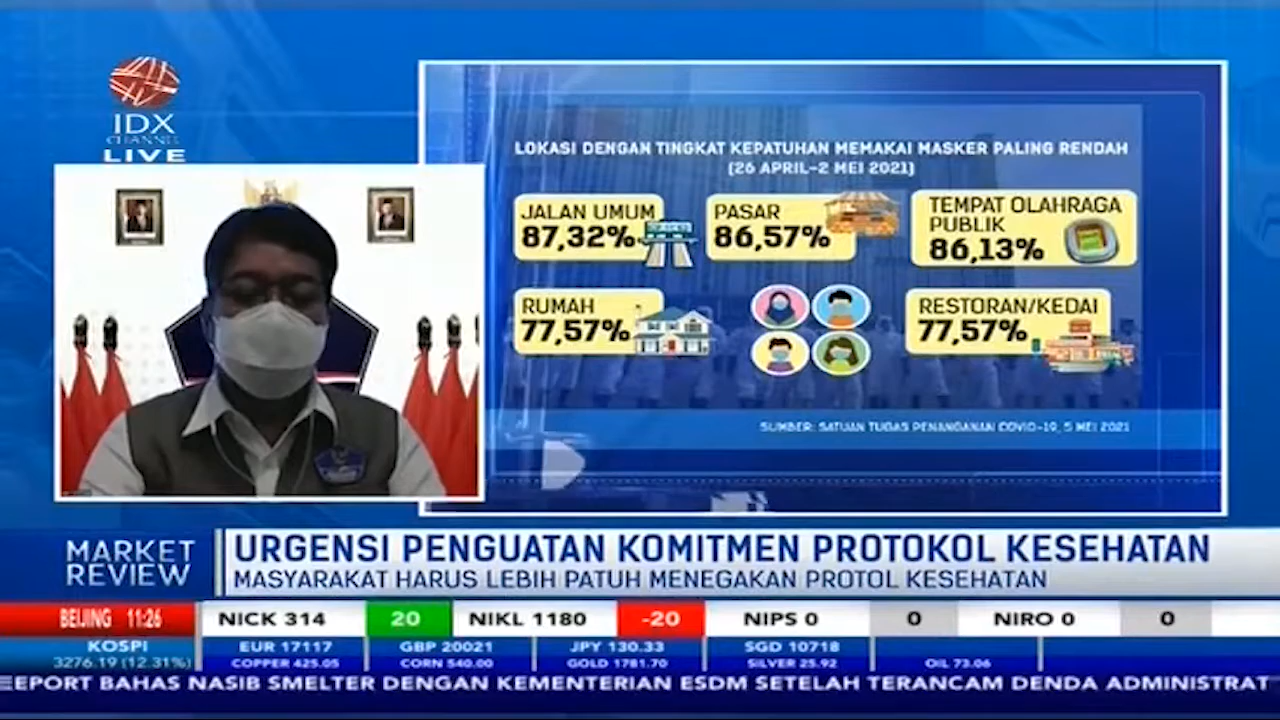 IDX
CHANNEL
LIVE
LOKASI DENGAN TINGKAT KEPATUHAN MEMAKAI MASKER PALING RENDAH
(26 APRIL-2 MEI 2021)
JALAN UMUM
87,32%
PASAR
86,57%
TEMPAT OLAHRAGA
PUBLIK
86,13%
RUMAH
77,57%
RESTORAN/KEDAI
77,57%
SUMBER: SATUAN TUGAS PENANGANAN COVID-19, 5 MEI 2021
MARKET
REVIEW
URGENSI PENGUATAN KOMITMEN PROTOKOL KESEHATAN
MASYARAKAT HARUS LEBIH PATUH MENEGAKAN PROTOL KESEHATAN
BEIJING 11:26
NICK 314 20 NIKL 1180 -20 NIPS 0 0 NIRO 0 0
KOSPI
3276.19 (12.31%)
EUR 17117 GBP 20021 JPY 130.33 SGD 10718
COPPER 425.05 CORN 540.00 GOLD 1781.70 SILVER 25.92 OIL 73.06
EEPORT BAHAS NASIB SMELTER DENGAN KEMENTERIAN ESDM SETELAH TERANCAM DENDA ADMINISTRAT